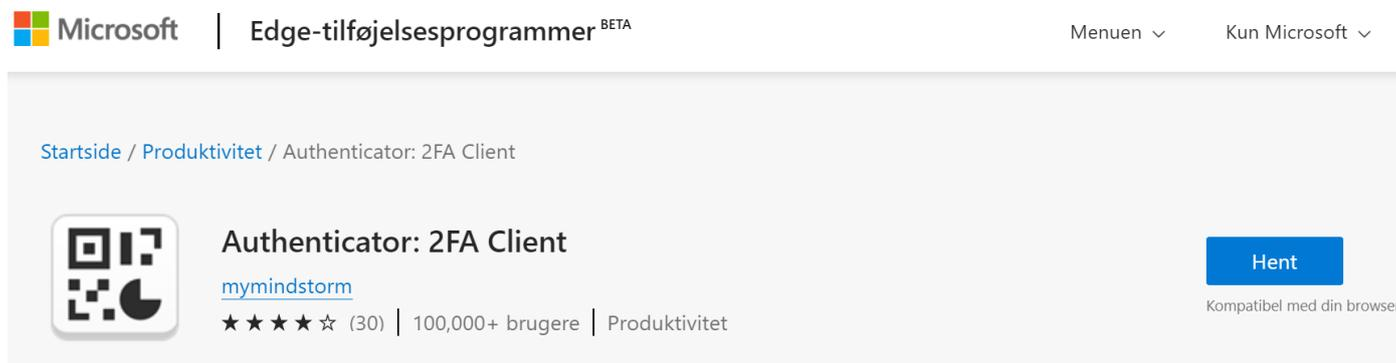 Microsoft | Edge-tilføjelsesprogrammer BETA Menuen Kun Microsoft
Startside / Produktivitet / Authenticator: 2FA Client
Authenticator: 2FA Client
mymindstorm
★★★★☆ (30) | 100,000+ brugere | Produktivitet
Hent
Kompatibel med din browse